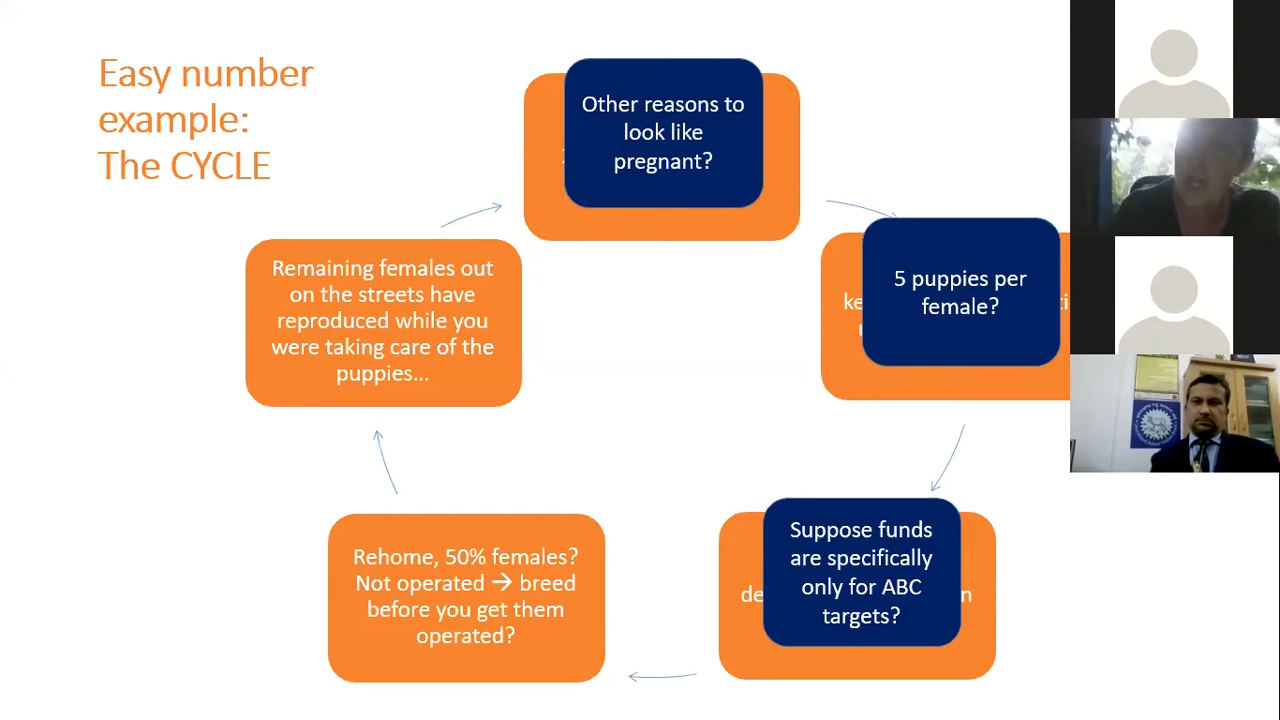 Easy number
example:
The CYCLE
Other reasons to
look like
pregnant?
5 puppies per
female?
Suppose funds
are specifically
only for ABC
targets?
Rehome, 50% females?
Not operated → breed
before you get them
operated?
Remaining females out
on the streets have
reproduced while you
were taking care of the
puppies...